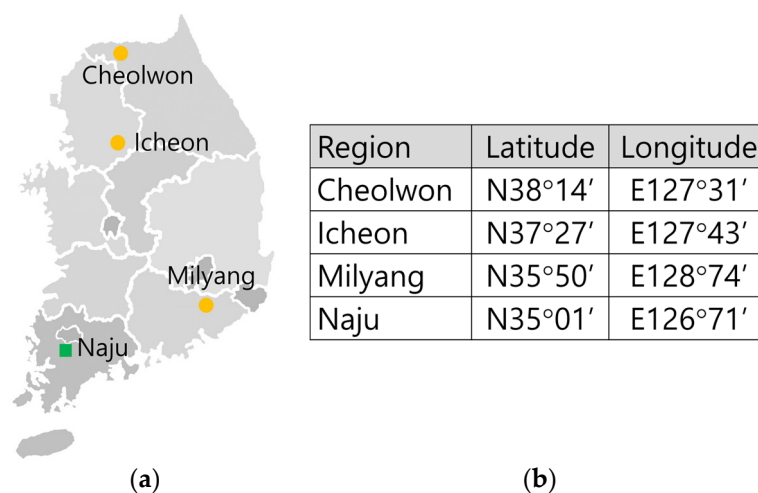 Cheolwon
Icheon
Milyang
Naju
(a)
Region Latitude Longitude
Cheolwon N38°14′ E127°31′
Icheon N37°27′ E127°43′
Milyang N35°50′ E128°74′
Naju N35°01′ E126°71′
(b)